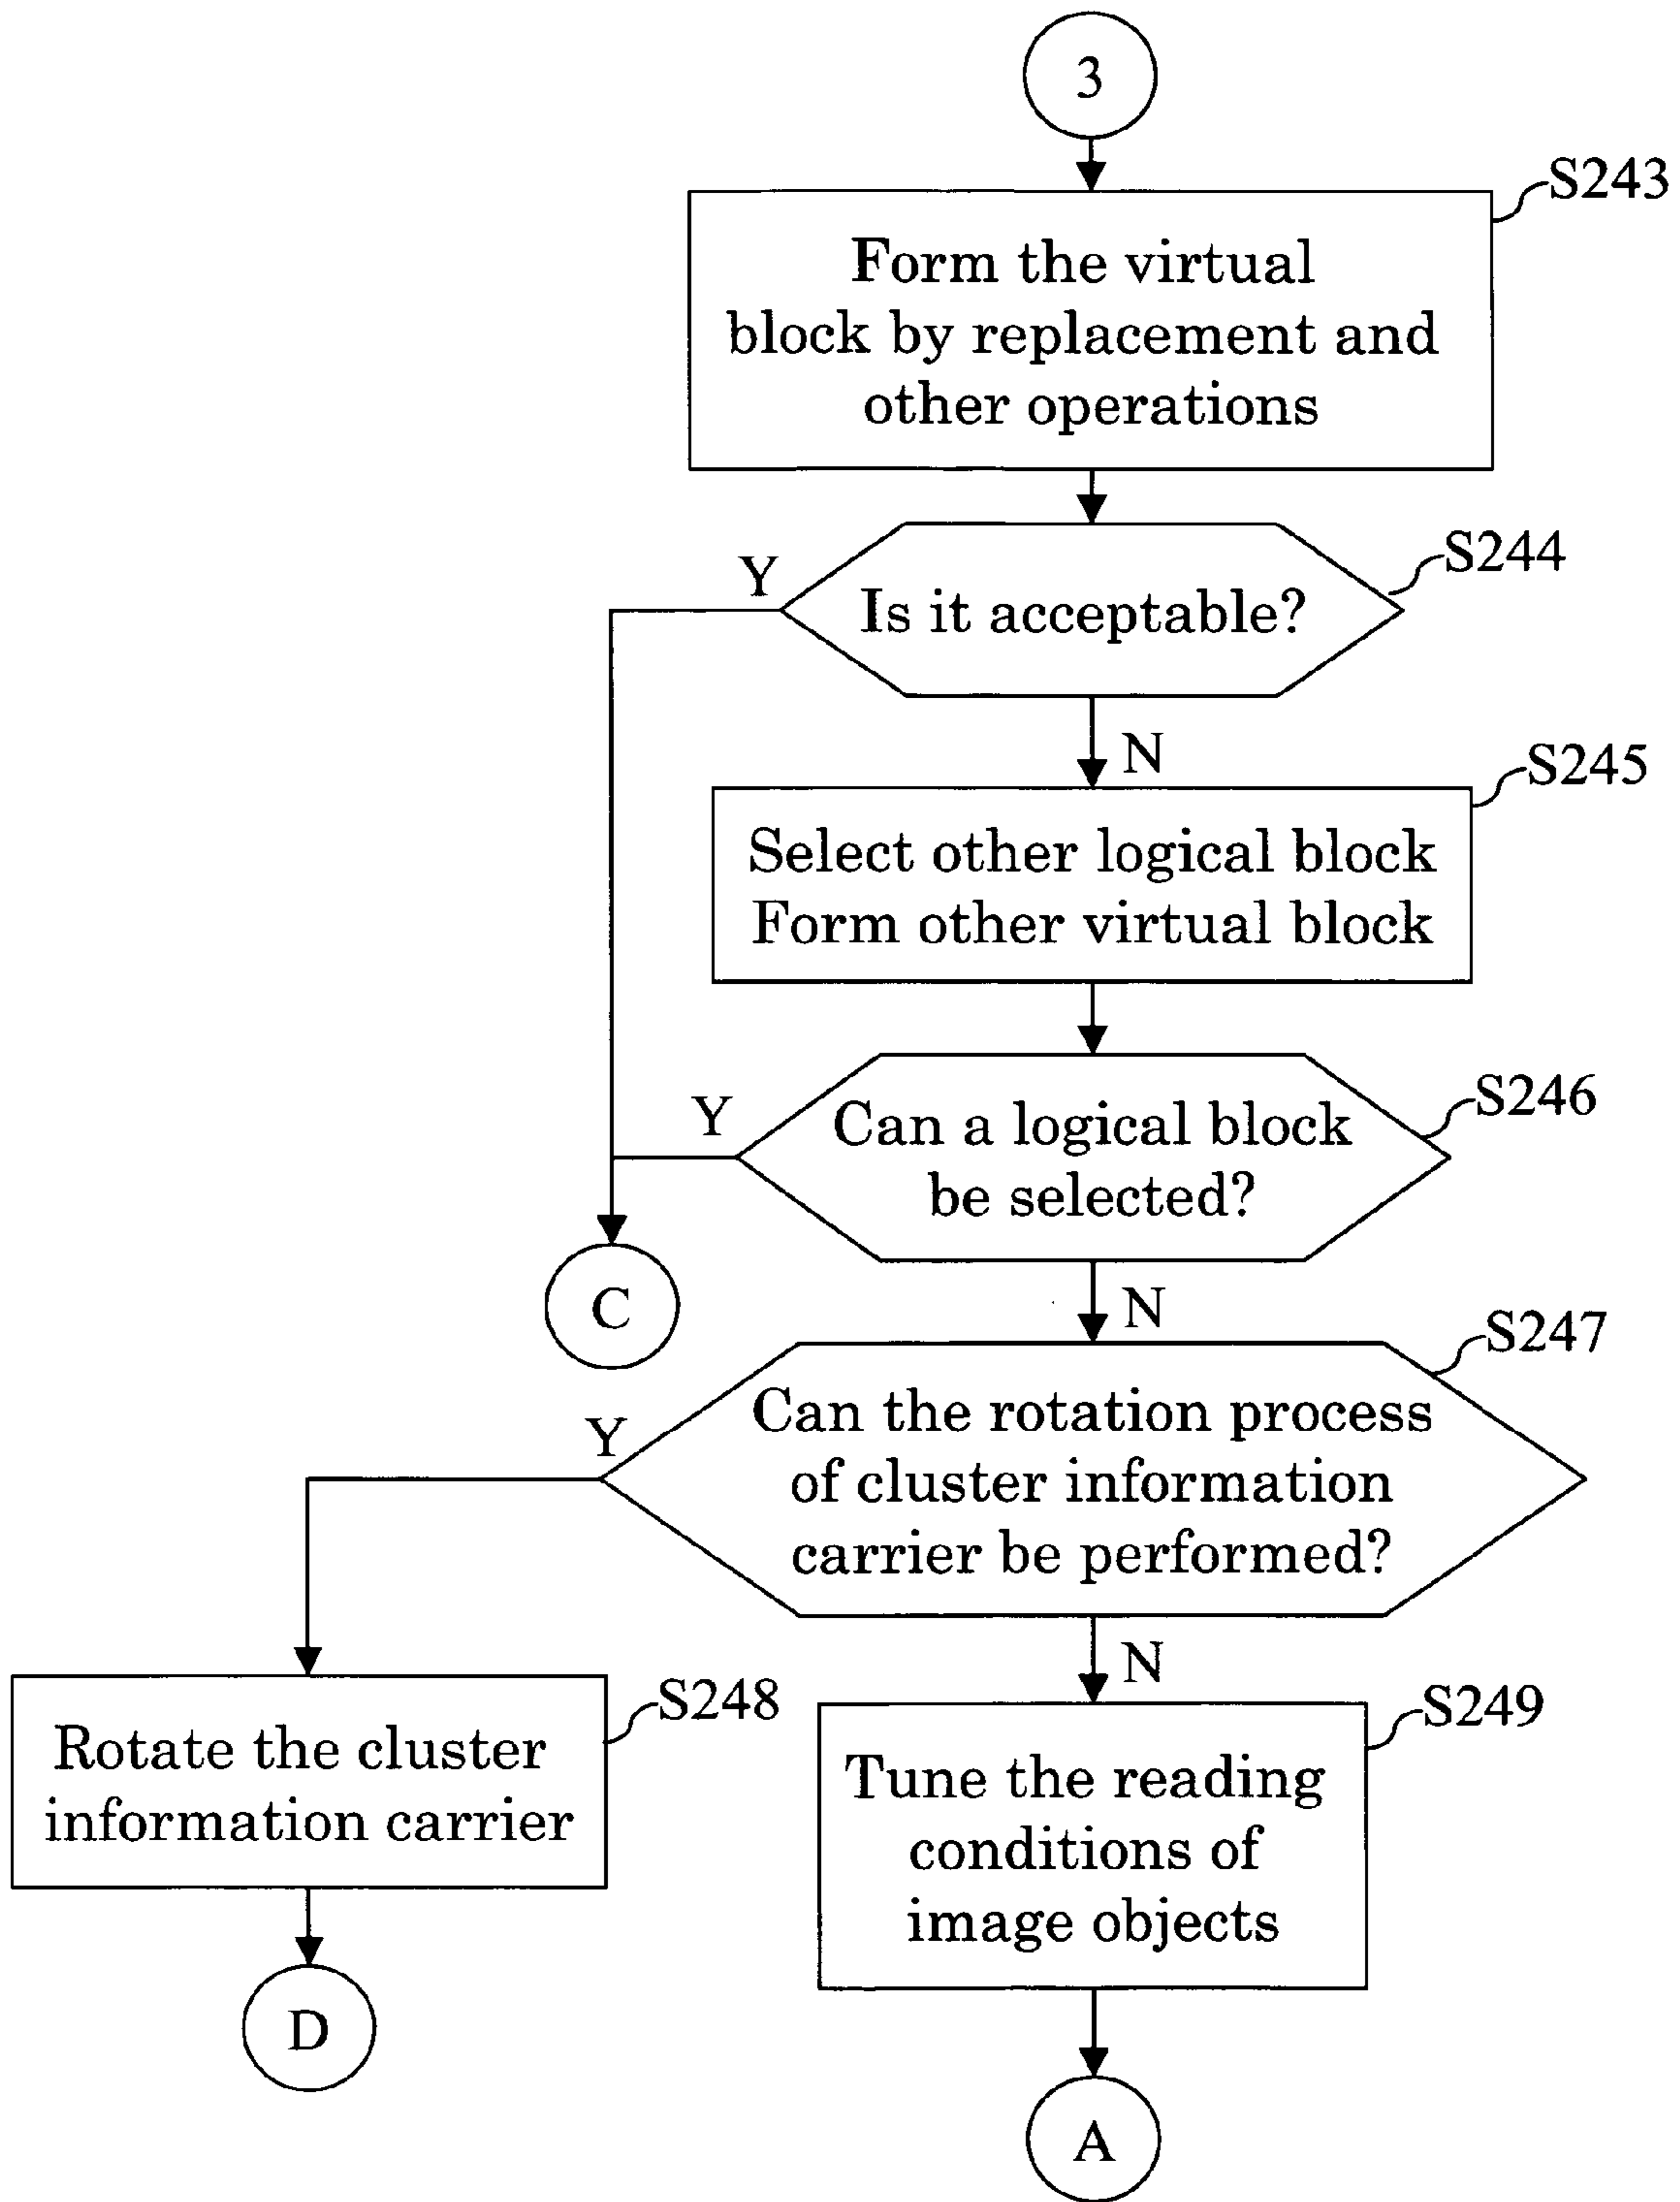 3
S243
Form the virtual
block by replacement and
other operations
S244
Y
Is it acceptable?
N
S245
Select other logical block
Form other virtual block
S246
Y
Can a logical block
be selected?
C
N
S247
Y
Can the rotation process
of cluster information
carrier be performed?
N
S248
Rotate the cluster
information carrier
S249
Tune the reading
conditions of
image objects
D
A